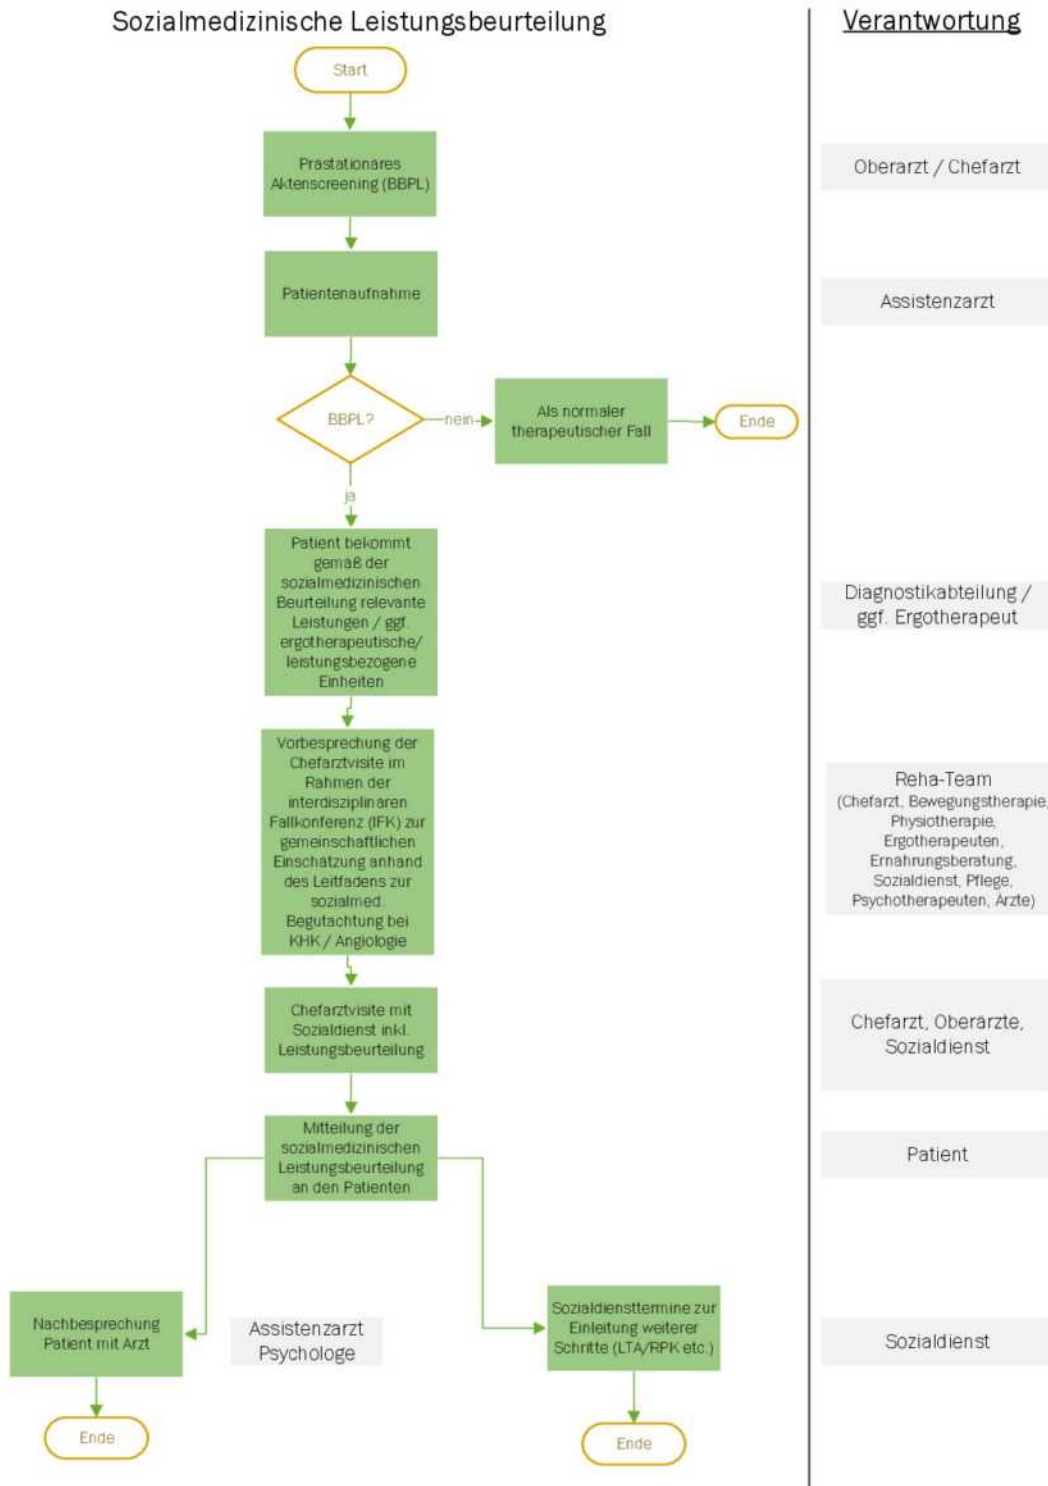 Sozialmedizinische Leistungsbeurteilung
Verantwortung
Start
Prästationäres
Aktenscreening (BBPL)
Oberarzt / Chefarzt
Patientenaufnahme
Assistenzarzt
BBPL?
nein
Als normaler
therapeutischer Fall
Ende
ja
Patient bekommt
gemäß der
sozialmedizinischen
Beurteilung relevante
Leistungen / ggf.
ergotherapeutische/
leistungsbezogene
Einheiten
Diagnostikabteilung /
ggf. Ergotherapeut
Vorbesprechung der
Chefarztvisite im
Rahmen der
interdisziplinären
Fallkonferenz (IFK) zur
gemeinschaftlichen
Einschätzung anhand
des Leitfadens zur
sozialmed.
Begutachtung bei
KHK / Angiologie
Reha-Team
(Chefarzt, Bewegungstherapie,
Physiotherapie,
Ergotherapeuten,
Ernährungsberatung,
Sozialdienst, Pflege,
Psychotherapeuten, Ärzte)
Chefarztvisite mit
Sozialdienst inkl.
Leistungsbeurteilung
Chefarzt, Oberärzte,
Sozialdienst
Mitteilung der
sozialmedizinischen
Leistungsbeurteilung
an den Patienten
Patient
Nachbesprechung
Patient mit Arzt
Assistenzarzt
Psychologe
Sozialdiensttermine zur
Einleitung weiterer
Schritte (LTA/RPK etc.)
Sozialdienst
Ende
Ende